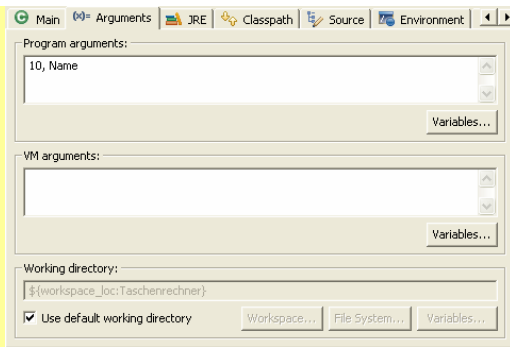 Main (x)= Arguments JRE Classpath Source Environment
Program arguments:
10, Name
Variables...
VM arguments:
Variables...
Working directory:
${workspace_loc:Taschenrechner}
Use default working directory Workspace... File System... Variables...